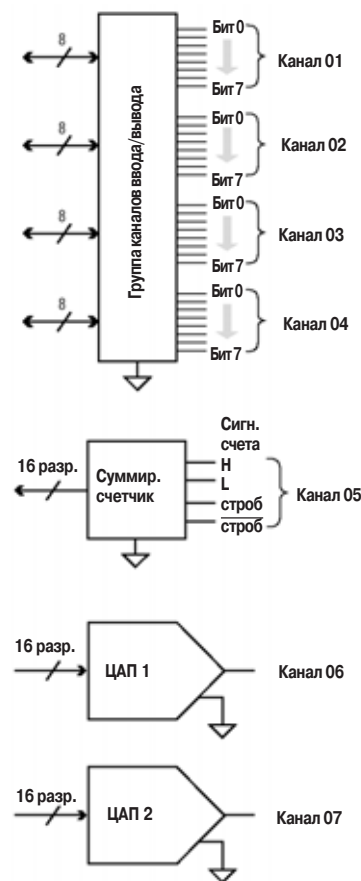 8
Бит 0
Бит 7
Канал 01
8
Бит 0
Бит 7
Канал 02
Группа каналов ввода/вывода
8
Бит 0
Бит 7
Канал 03
8
Бит 0
Бит 7
Канал 04
16 разр.
Суммир.
счетчик
Сигн.
счета
H
L
строб
строб
Канал 05
16 разр.
ЦАП 1
Канал 06
16 разр.
ЦАП 2
Канал 07